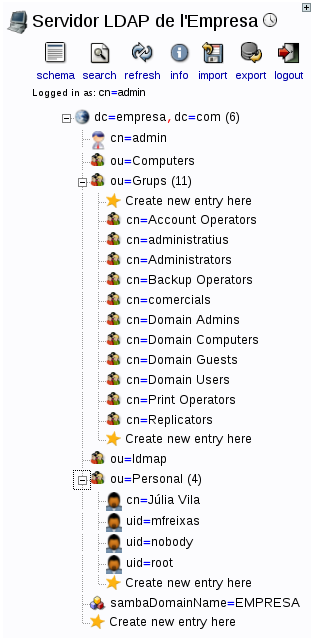 Servidor LDAP de l'Empresa
schema search refresh info import export logout
Logged in as: cn=admin
dc=empresa, dc=com (6)
cn=admin
ou=Computers
ou=Grups (11)
Create new entry here
cn=Account Operators
cn=administratius
cn=Administrators
cn=Backup Operators
cn=comercials
cn=Domain Admins
cn=Domain Computers
cn=Domain Guests
cn=Domain Users
cn=Print Operators
cn=Replicators
Create new entry here
ou=Idmap
ou=Personal (4)
cn=Júlia Vila
uid=mfreixas
uid=nobody
uid=root
Create new entry here
sambaDomainName=EMPRESA
Create new entry here